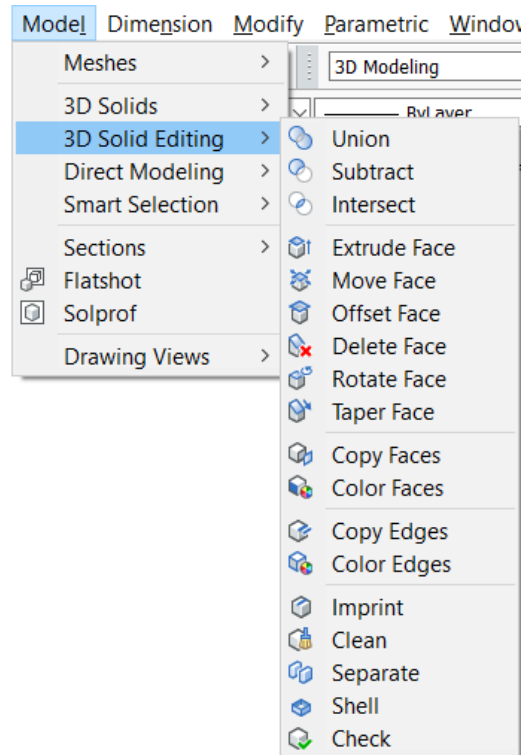 Model Dimension Modify Parametric Window
Meshes
3D Modeling
3D Solids
ByLayer
3D Solid Editing
Direct Modeling
Smart Selection
Sections
Flatshot
Solprof
Drawing Views
Union
Subtract
Intersect
Extrude Face
Move Face
Offset Face
Delete Face
Rotate Face
Taper Face
Copy Faces
Color Faces
Copy Edges
Color Edges
Imprint
Clean
Separate
Shell
Check